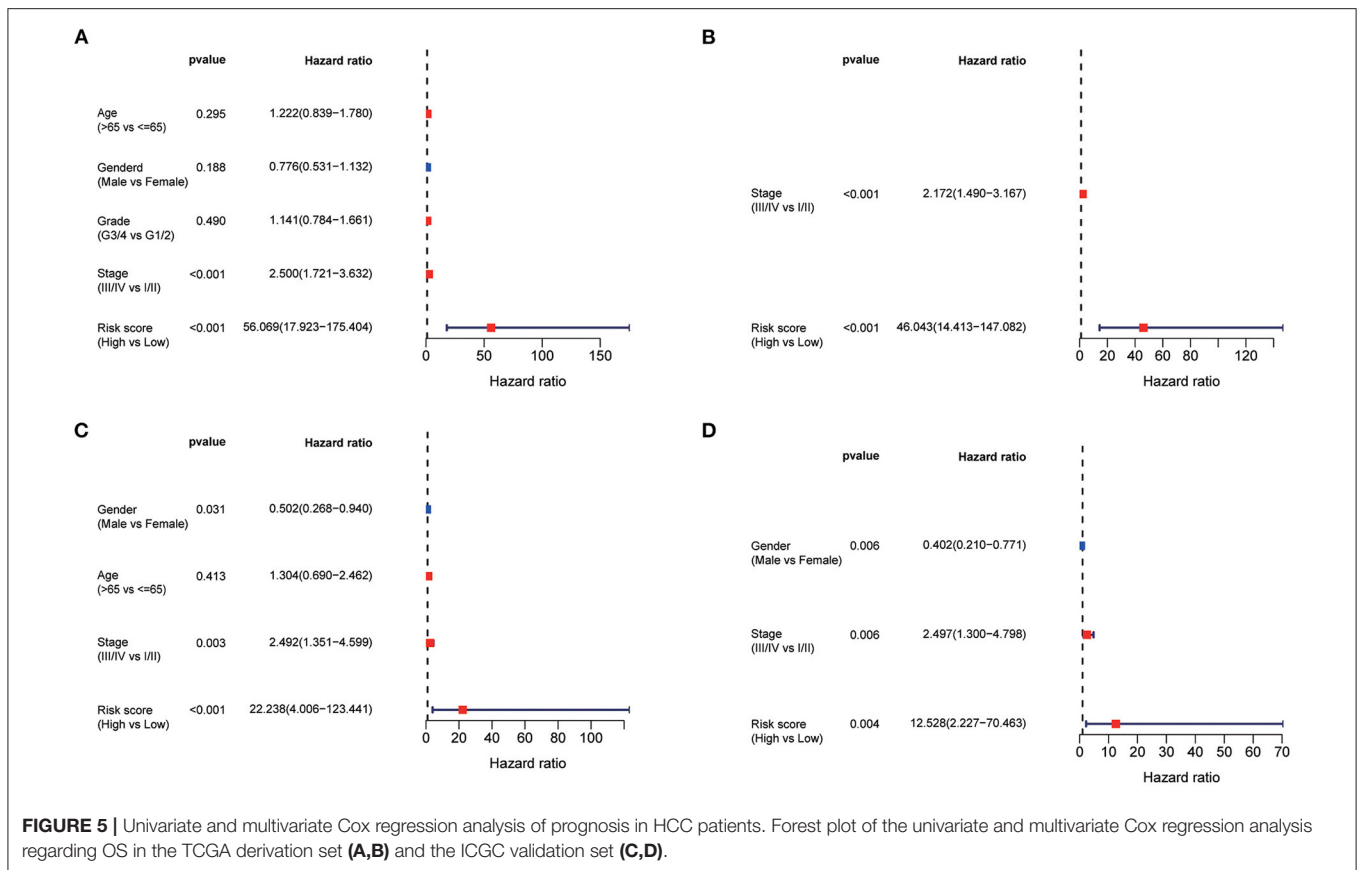 A
pvalue Hazard ratio
Age
(>65 vs <=65)
0.295 1.222(0.839−1.780)
Genderd
(Male vs Female)
0.188 0.776(0.531−1.132)
Grade
(G3/4 vs G1/2)
0.490 1.141(0.784−1.661)
Stage
(III/IV vs I/II)
<0.001 2.500(1.721−3.632)
Risk score
(High vs Low)
<0.001 56.069(17.923−175.404)
0 50 100 150
Hazard ratio
B
pvalue Hazard ratio
Stage
(III/IV vs I/II)
<0.001 2.172(1.490−3.167)
Risk score
(High vs Low)
<0.001 46.043(14.413−147.082)
0 20 40 60 80 120
Hazard ratio
C
pvalue Hazard ratio
Gender
(Male vs Female)
0.031 0.502(0.268−0.940)
Age
(>65 vs <=65)
0.413 1.304(0.690−2.462)
Stage
(III/IV vs I/II)
0.003 2.492(1.351−4.599)
Risk score
(High vs Low)
<0.001 22.238(4.006−123.441)
0 20 40 60 80 100
Hazard ratio
D
pvalue Hazard ratio
Gender
(Male vs Female)
0.006 0.402(0.210−0.771)
Stage
(III/IV vs I/II)
0.006 2.497(1.300−4.798)
Risk score
(High vs Low)
0.004 12.528(2.227−70.463)
0 10 20 30 40 50 60 70
Hazard ratio
FIGURE 5 | Univariate and multivariate Cox regression analysis of prognosis in HCC patients. Forest plot of the univariate and multivariate Cox regression analysis
regarding OS in the TCGA derivation set (A,B) and the ICGC validation set (C,D).